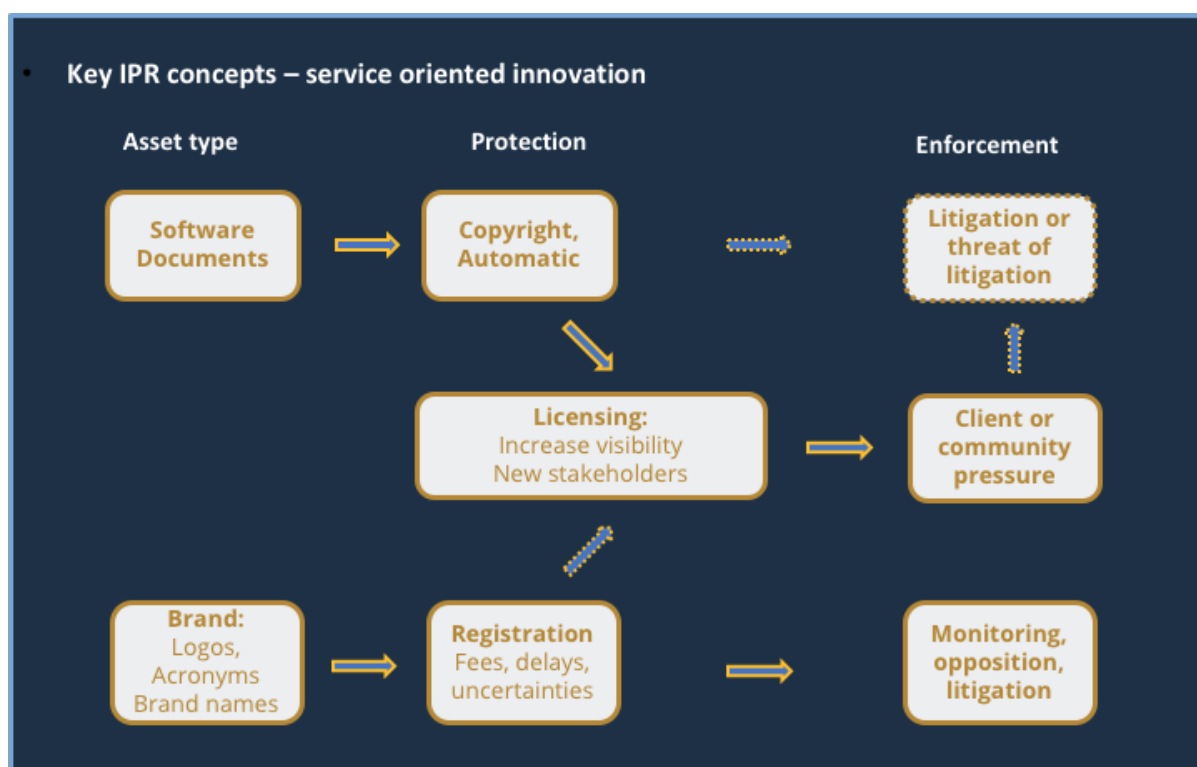 • Key IPR concepts – service oriented innovation
Asset type
Protection
Enforcement
Software
Documents
Copyright,
Automatic
Litigation or
threat of
litigation
Licensing:
Increase visibility
New stakeholders
Client or
community
pressure
Brand:
Logos,
Acronyms
Brand names
Registration
Fees, delays,
uncertainties
Monitoring,
opposition,
litigation